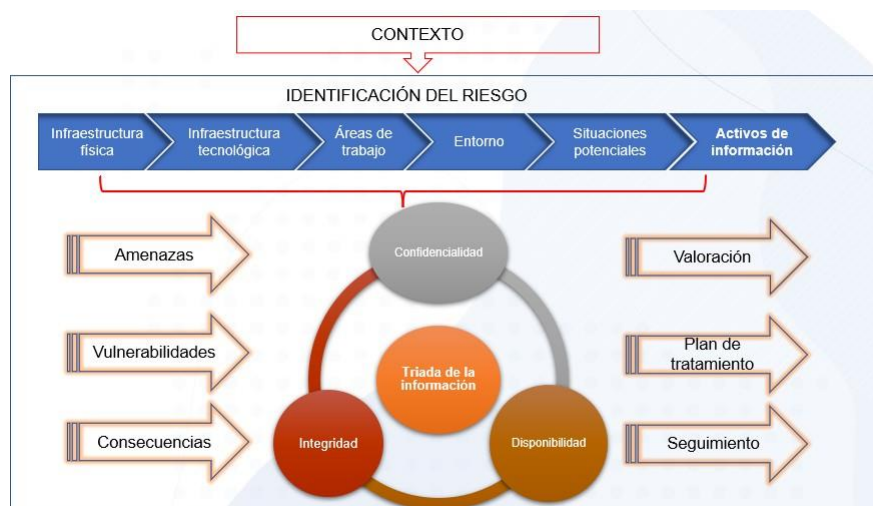 CONTEXTO
IDENTIFICACIÓN DEL RIESGO
Infraestructura
física
Infraestructura
tecnológica
Áreas de
trabajo
Entorno
Situaciones
potenciales
Activos de
información
Confidencialidad
Amenazas
Valoración
Vulnerabilidades
Triada de la
información
Plan de
tratamiento
Consecuencias
Integridad
Disponibilidad
Seguimiento